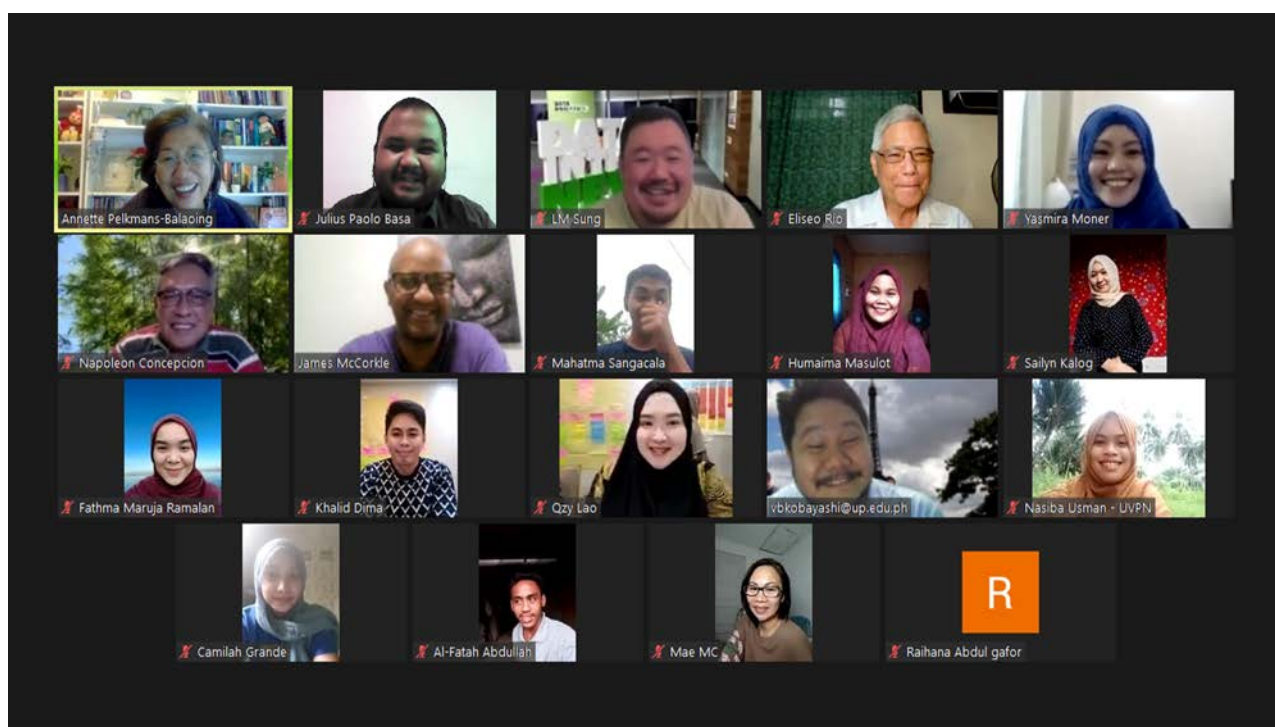 Annette Pelkmans-Balaoing
Julius Paolo Basa
DATA
ANALYTICS
LM Sung
Eliseo Rio
Yasmira Moner
Napoleon Concepcion
James McCorkle
Mahatma Sangacala
Humaima Masulot
Sailyn Kalog
Fathma Maruja Ramalan
Khalid Dima
Qzy Lao
vbkobayashi@up.edu.ph
Nasiba Usman - UVPN
Camilah Grande
Al-Fatah Abdullah
Mae MC
R
Raihana Abdul gafor